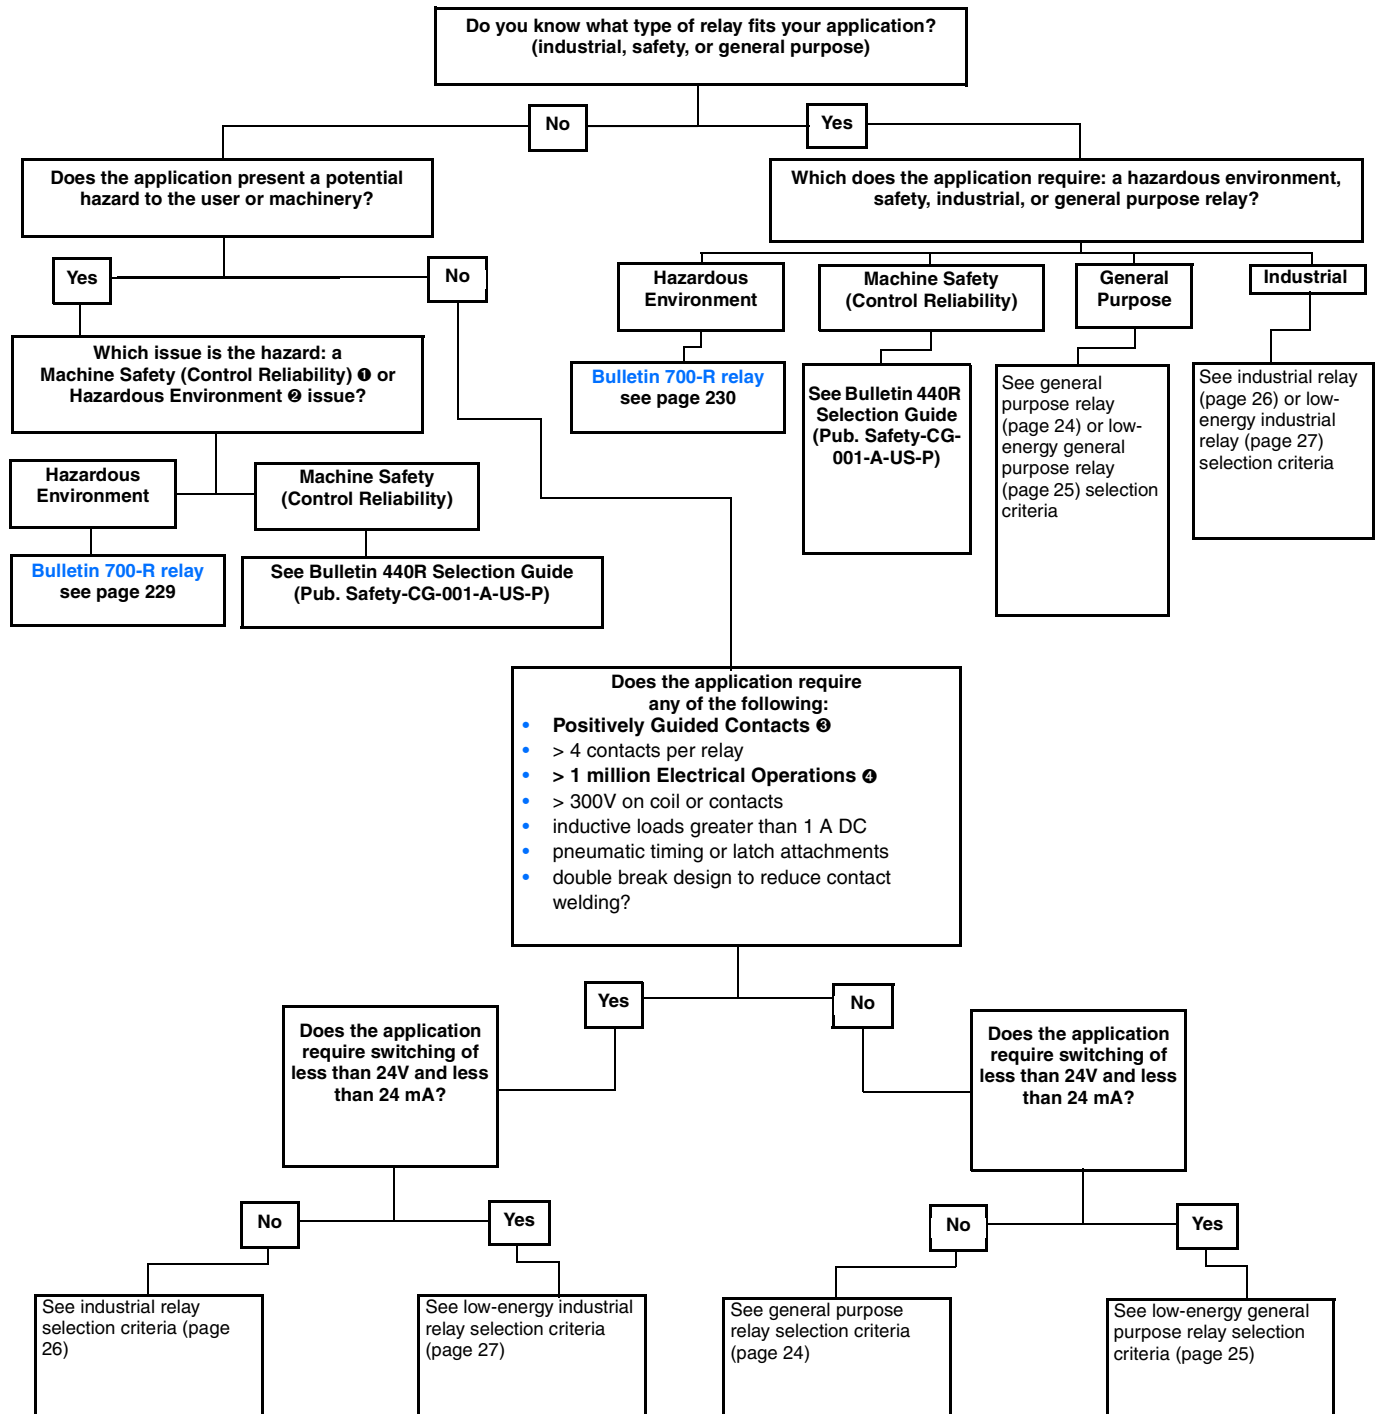 Do you know what type of relay fits your application?
(industrial, safety, or general purpose)
No
Yes
Does the application present a potential
hazard to the user or machinery?
Which does the application require: a hazardous environment,
safety, industrial, or general purpose relay?
Yes
No
Hazardous
Environment
Machine Safety
(Control Reliability)
General
Purpose
Industrial
Which issue is the hazard: a
Machine Safety (Control Reliability) ❶ or
Hazardous Environment ❷ issue?
Bulletin 700-R relay
see page 230
See Bulletin 440R
Selection Guide
(Pub. Safety-CG-
001-A-US-P)
See general
purpose relay
(page 24) or low-
energy general
purpose relay
(page 25) selection
criteria
See industrial relay
(page 26) or low-
energy industrial
relay (page 27)
selection criteria
Hazardous
Environment
Machine Safety
(Control Reliability)
Bulletin 700-R relay
see page 229
See Bulletin 440R Selection Guide
(Pub. Safety-CG-001-A-US-P)
Does the application require
any of the following:
• Positively Guided Contacts ❸
• > 4 contacts per relay
• > 1 million Electrical Operations ❹
• > 300V on coil or contacts
• inductive loads greater than 1 A DC
• pneumatic timing or latch attachments
• double break design to reduce contact
welding?
Yes
No
Does the application
require switching of
less than 24V and less
than 24 mA?
Does the application
require switching of
less than 24V and less
than 24 mA?
No
Yes
No
Yes
See industrial relay
selection criteria (page
26)
See low-energy industrial
relay selection criteria
(page 27)
See general purpose
relay selection criteria
(page 24)
See low-energy general
purpose relay selection
criteria (page 25)